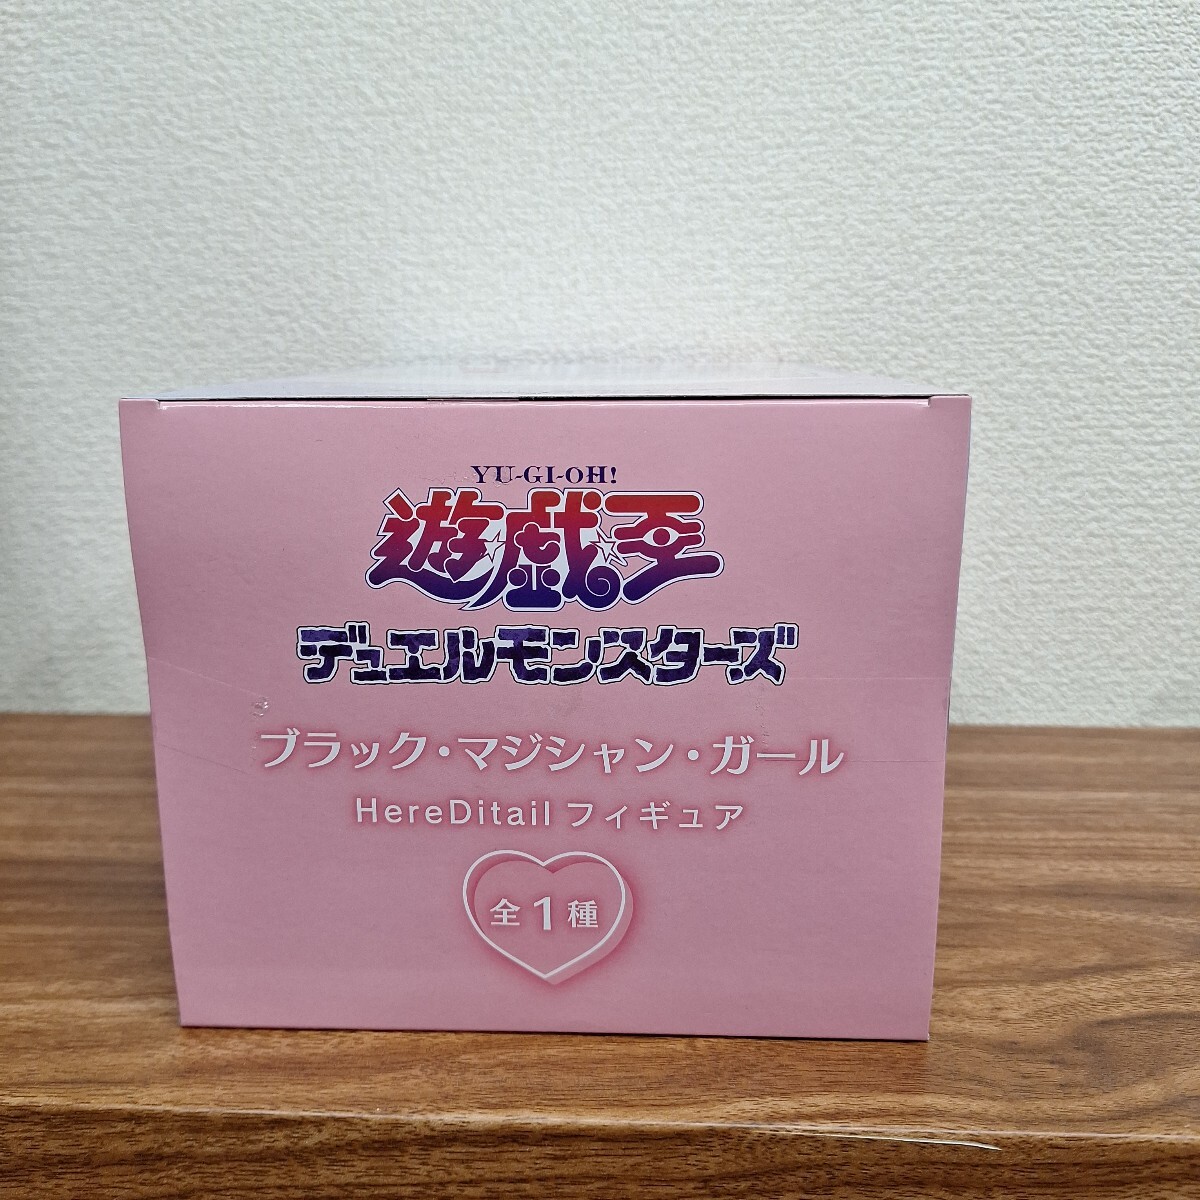 YU-GI-OH!
遊戯王
デュエルモンスターズ
ブラック・マジシャン・ガール
HereDitail フィギュア
全1種